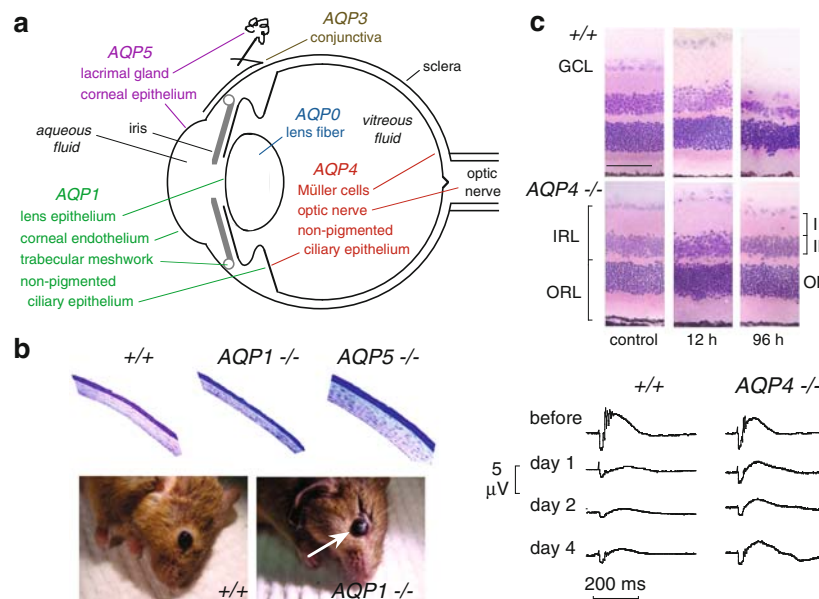 a
AQP3
conjunctiva
AQP5
lacrimal gland
corneal epithelium
sclera
aqueous
fluid
iris
AQP0
lens fiber
vitreous
fluid
AQP4
Müller cells
optic nerve
non-pigmented
ciliary epithelium
optic
nerve
AQP1
lens epithelium
corneal endothelium
trabecular meshwork
non-pigmented
ciliary epithelium
b
+/+ AQP1 -/- AQP5 -/-
+/+ AQP1 -/-
c
+/+
GCL
AQP4 -/-
IRL
ORL
control 12 h 96 h
+/+ AQP4 -/-
before
day 1
5
μV
day 2
day 4
200 ms